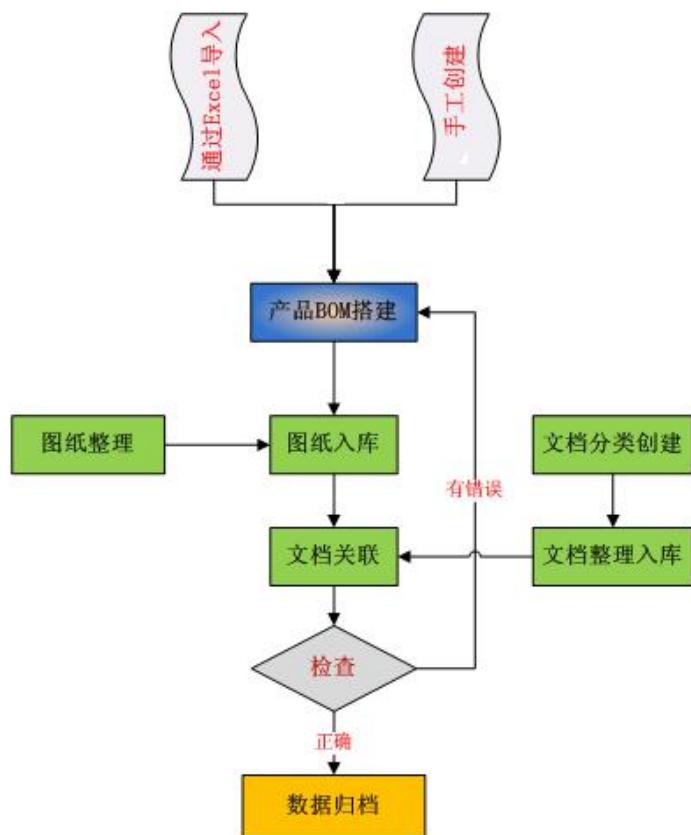 通过Excel导入
手工创建
产品BOM搭建
图纸整理
图纸入库
文档分类创建
有错误
文档关联
文档整理入库
检查
正确
数据归档